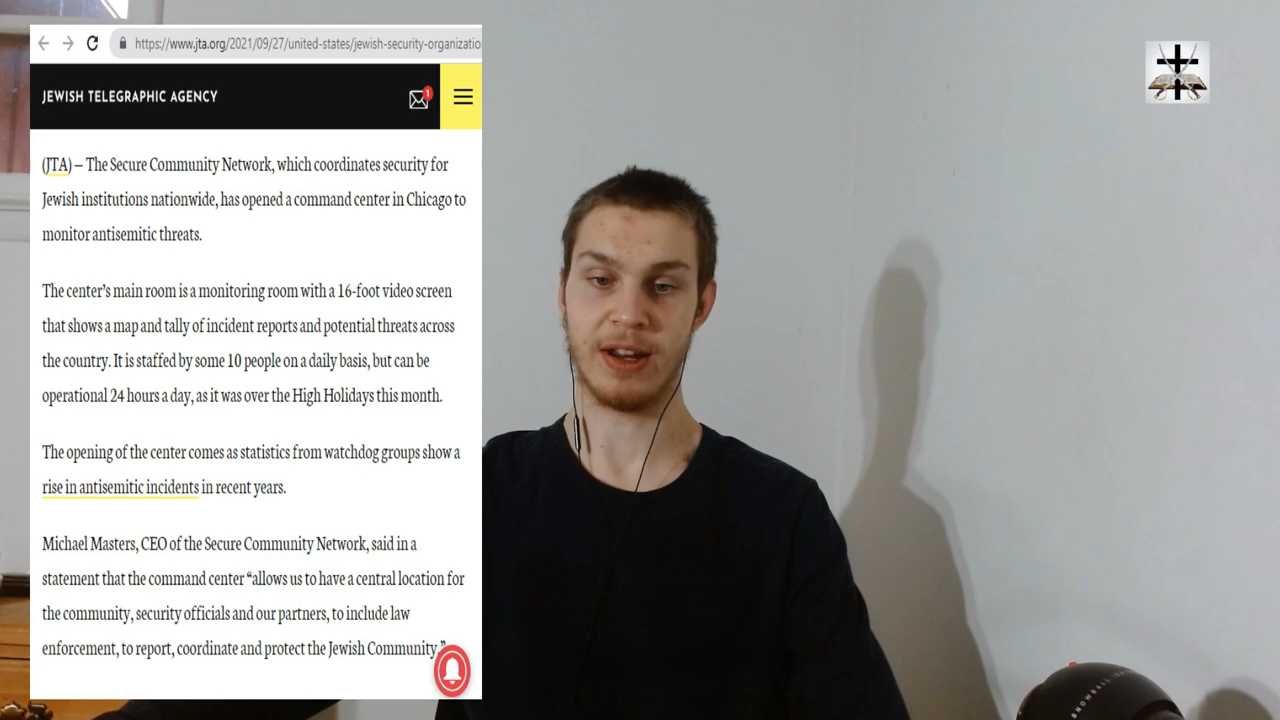 https://www.jta.org/2021/09/27/united-states/jewish-security-organizatio
JEWISH TELEGRAPHIC AGENCY
1
(JTA) – The Secure Community Network, which coordinates security for
Jewish institutions nationwide, has opened a command center in Chicago to
monitor antisemitic threats.
The center’s main room is a monitoring room with a 16-foot video screen
that shows a map and tally of incident reports and potential threats across
the country. It is staffed by some 10 people on a daily basis, but can be
operational 24 hours a day, as it was over the High Holidays this month.
The opening of the center comes as statistics from watchdog groups show a
rise in antisemitic incidents in recent years.
Michael Masters, CEO of the Secure Community Network, said in a
statement that the command center “allows us to have a central location for
the community, security officials and our partners, to include law
enforcement, to report, coordinate and protect the Jewish Community.”
SNOWBALL